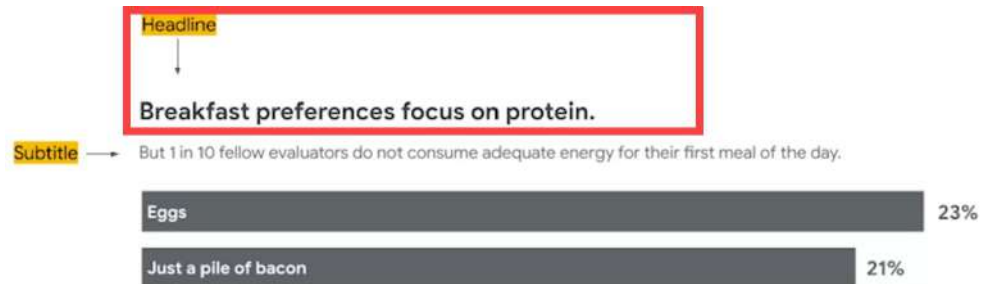 Headline
Breakfast preferences focus on protein.
Subtitle
But 1 in 10 fellow evaluators do not consume adequate energy for their first meal of the day.
Eggs
23%
Just a pile of bacon
21%